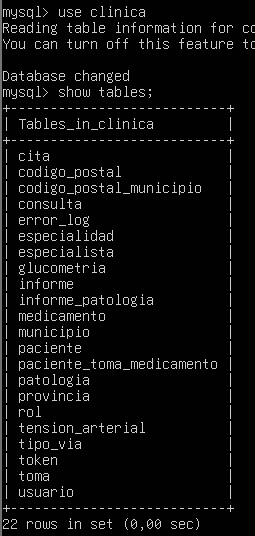 mysql> use clinica
Reading table information for co
You can turn off this feature to

Database changed
mysql> show tables;
+---------------------------+
| Tables_in_clinica         |
+---------------------------+
| cita                      |
| codigo_postal             |
| codigo_postal_municipio   |
| consulta                  |
| error_log                 |
| especialidad              |
| especialista              |
| glucometria               |
| informe                   |
| informe_patologia         |
| medicamento               |
| municipio                 |
| paciente                  |
| paciente_toma_medicamento |
| patologia                 |
| provincia                 |
| rol                       |
| tension_arterial          |
| tipo_via                  |
| token                     |
| toma                      |
| usuario                   |
+---------------------------+
22 rows in set (0,00 sec)